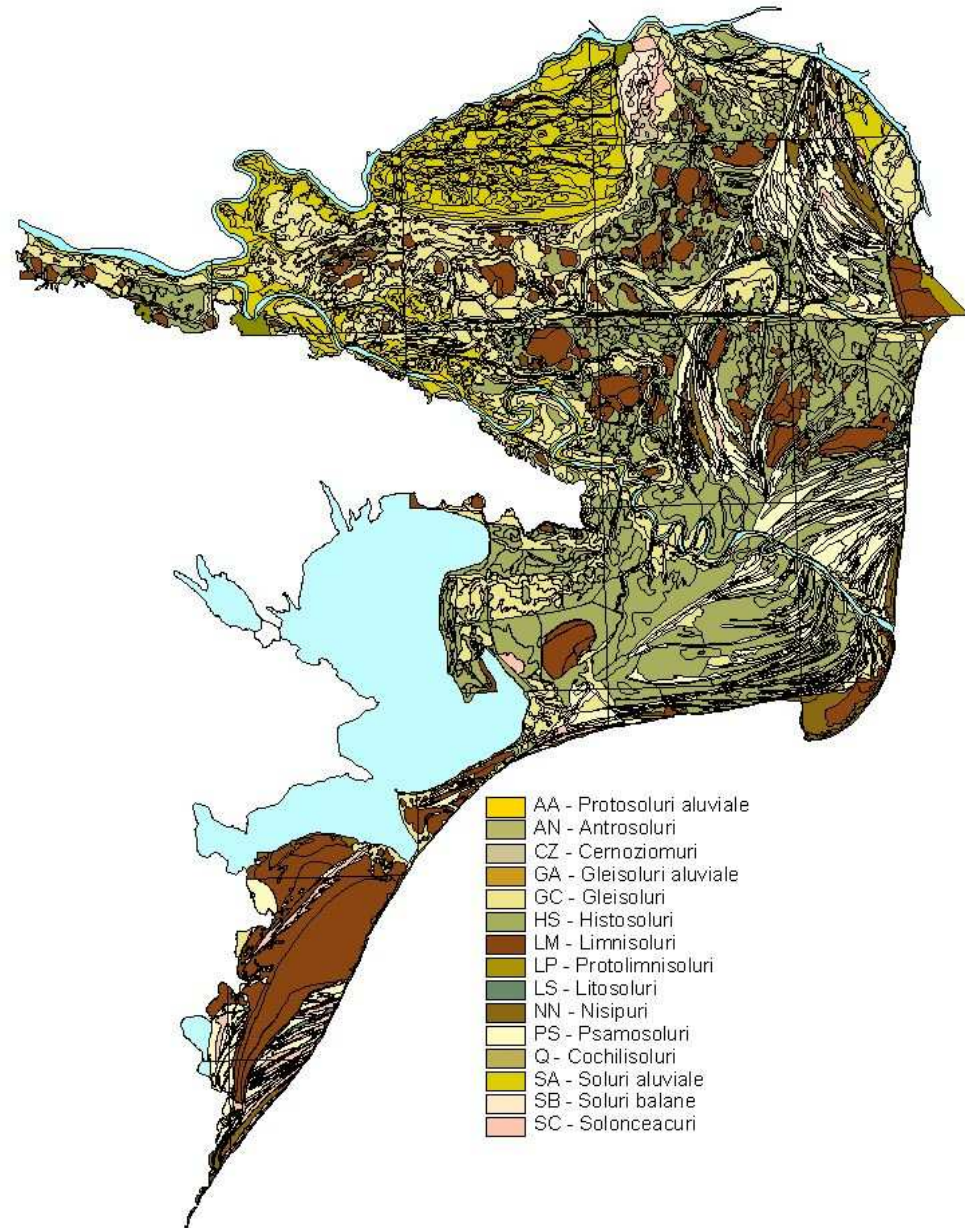 AA - Protosoluri aluviale
AN - Antrosoluri
CZ - Cernoziomuri
GA - Gleisoluri aluviale
GC - Gleisoluri
HS - Histosoluri
LM - Limnisoluri
LP - Protolimnisoluri
LS - Litosoluri
NN - Nisipuri
PS - Psamosoluri
Q - Cochilisoluri
SA - Soluri aluviale
SB - Soluri balane
SC - Solonceacuri